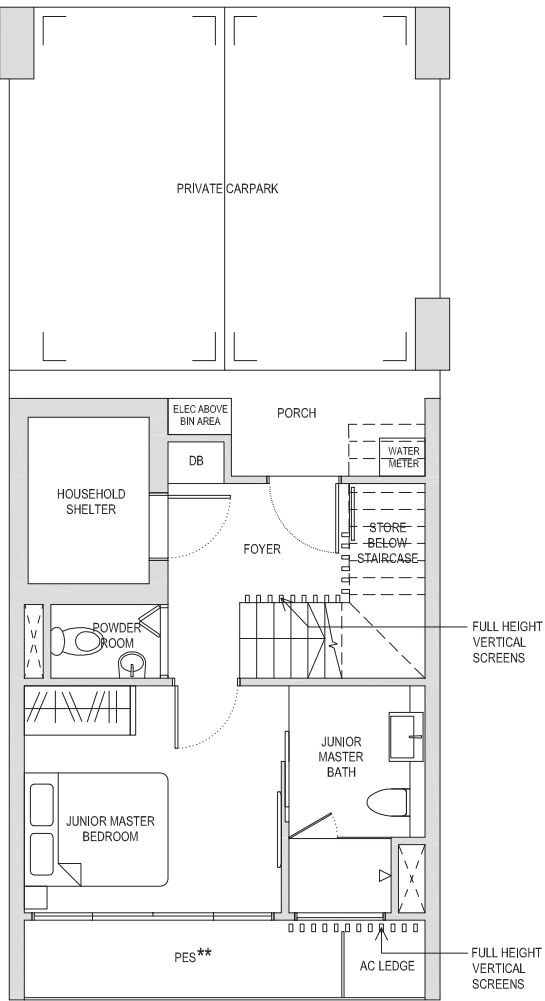 PRIVATE CARPARK
ELEC ABOVE
BIN AREA
PORCH
DB
WATER
METER
HOUSEHOLD
SHELTER
FOYER
STORE
BELOW
STAIRCASE
POWDER
ROOM
FULL HEIGHT
VERTICAL
SCREENS
JUNIOR
MASTER
BATH
JUNIOR MASTER
BEDROOM
PES**
AC LEDGE
FULL HEIGHT
VERTICAL
SCREENS